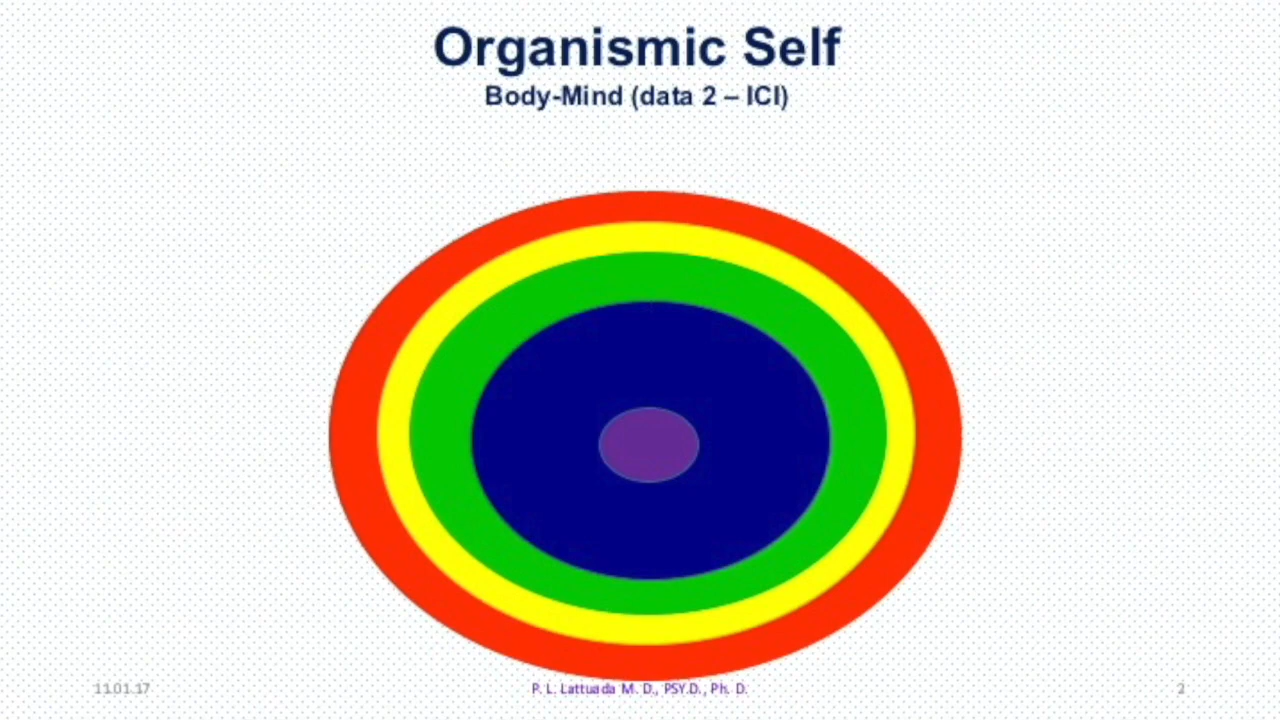 Organismic Self
Body-Mind (data 2 – ICI)
11.01.17
P. L. Lattuada M. D., PSY.D., Ph. D.
2